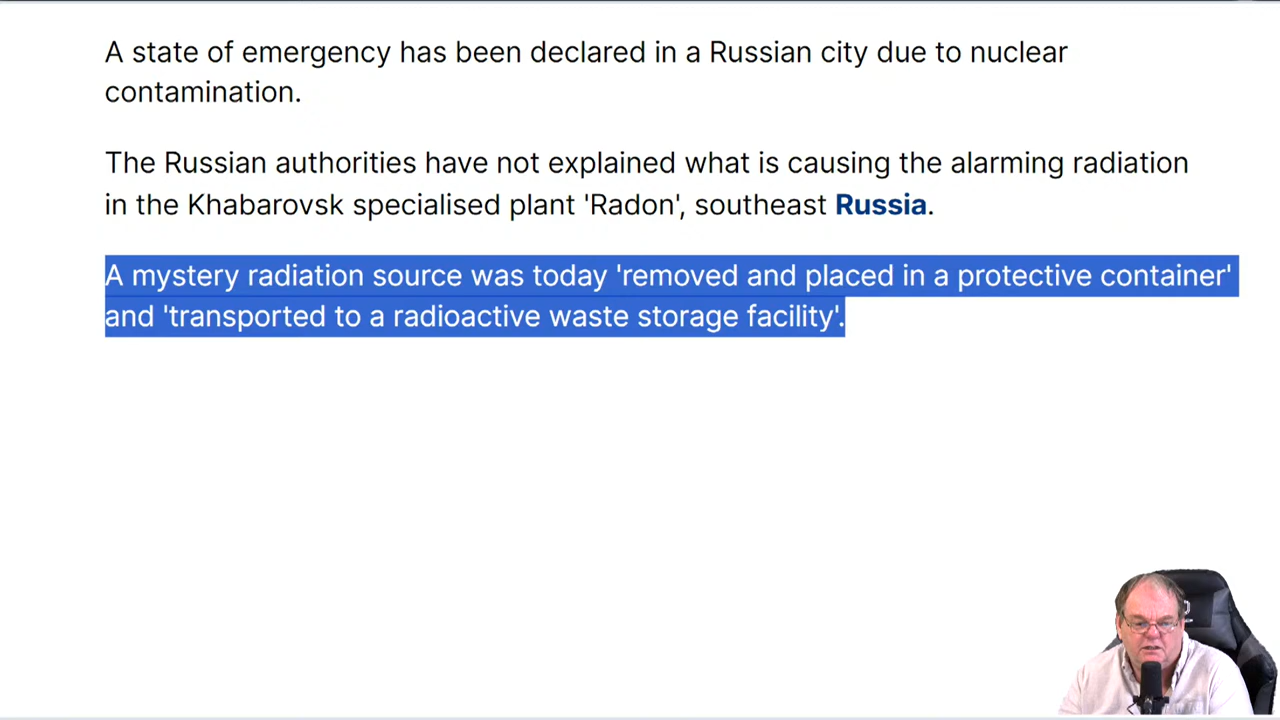 A state of emergency has been declared in a Russian city due to nuclear
contamination.
The Russian authorities have not explained what is causing the alarming radiation
in the Khabarovsk specialised plant 'Radon', southeast Russia.
A mystery radiation source was today 'removed and placed in a protective container'
and 'transported to a radioactive waste storage facility'.